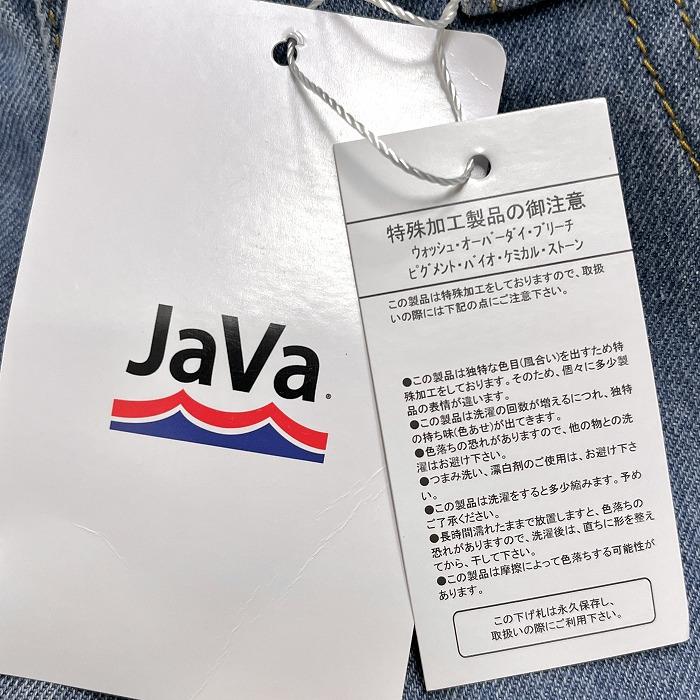 JaVa®
特殊加工製品の御注意
ウォッシュ・オーバーダイ・ブリーチ
ピグメント・バイオ・ケミカル・ストーン
この製品は特殊加工をしておりますので、取扱
いの際には下記の点にご注意下さい。
●この製品は独特な色目(風合い)を出すため特
殊加工をしております。そのため、個々に多少製
品の表情が違います。
●この製品は洗濯の回数が増えるにつれ、独特
の持ち味(色あせ)が出てきます。
●色落ちの恐れがありますので、他の物との洗
濯はお避け下さい。
●つまみ洗い、漂白剤のご使用は、お避け下さ
い。
●この製品は洗濯をすると多少縮みます。予め
ご了承ください。
●長時間濡れたままで放置しますと、色落ちの
恐れがありますので、洗濯後は、直ちに形を整え
てから、干して下さい。
●この製品は摩擦によって色落ちする可能性が
あります。
この下げ札は永久保存し、
取扱いの際にご利用下さい。